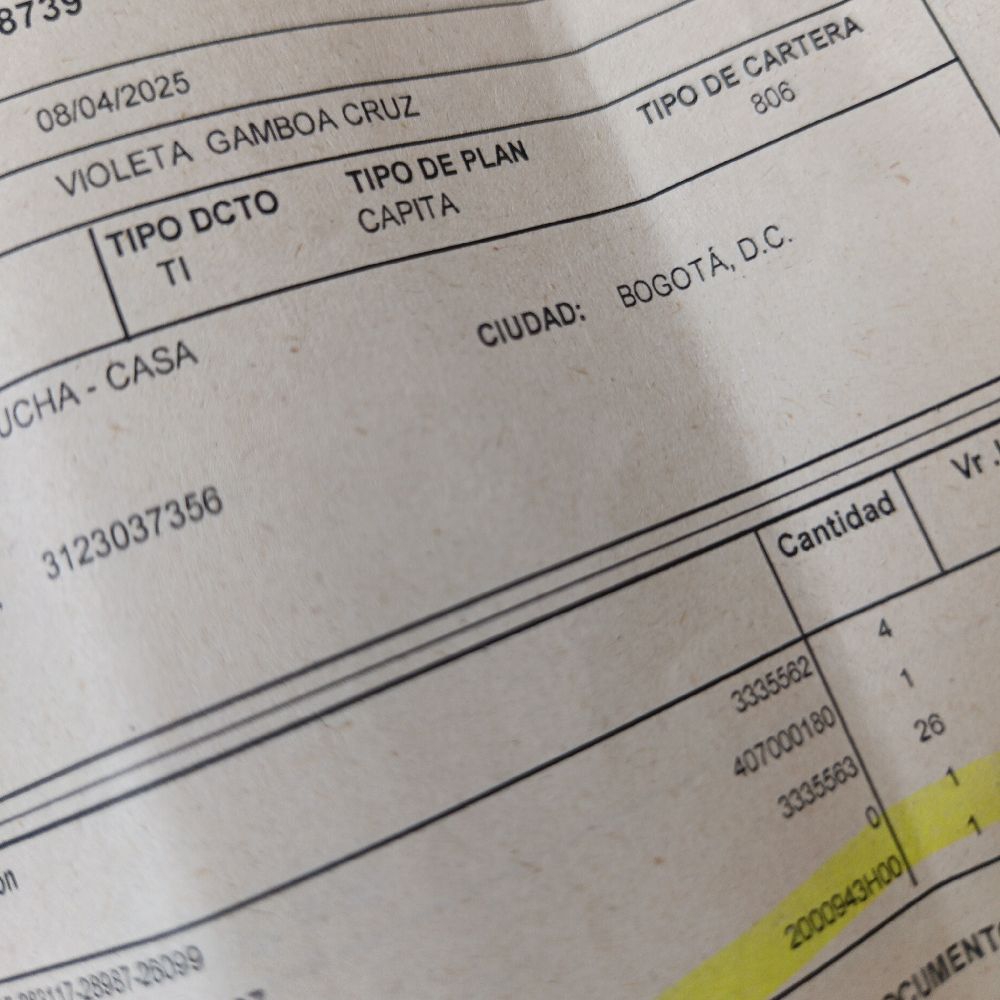 8739
08/04/2025
VIOLETA GAMBOA CRUZ
TIPO DCTO TIPO DE PLAN TIPO DE CARTERA
TI CAPITA 806
UCHA - CASA CIUDAD: BOGOTÁ, D.C.
3123037356
Cantidad Vr
3335562 4
407000180 1
3335563 26
0 1
2000943H00 1